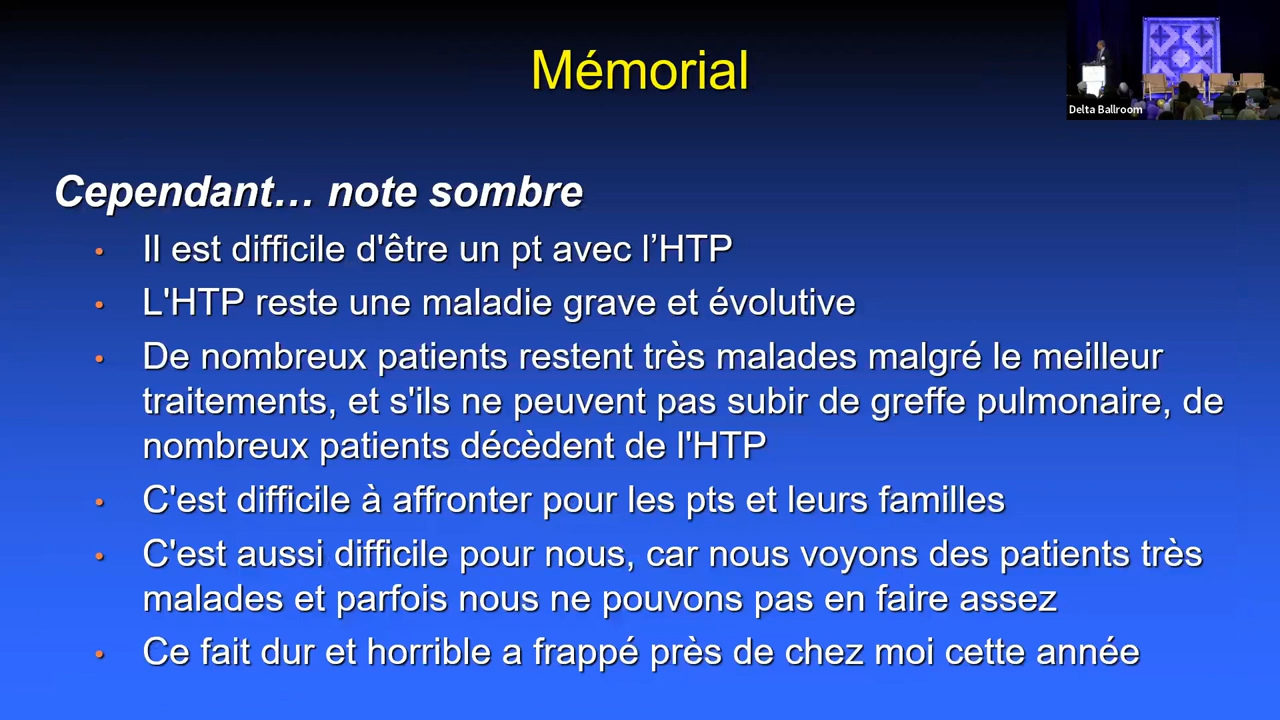 Mémorial
Delta Ballroom
Cependant… note sombre
• Il est difficile d'être un pt avec l’HTP
• L'HTP reste une maladie grave et évolutive
• De nombreux patients restent très malades malgré le meilleur
traitements, et s'ils ne peuvent pas subir de greffe pulmonaire, de
nombreux patients décèdent de l'HTP
• C'est difficile à affronter pour les pts et leurs familles
• C'est aussi difficile pour nous, car nous voyons des patients très
malades et parfois nous ne pouvons pas en faire assez
• Ce fait dur et horrible a frappé près de chez moi cette année